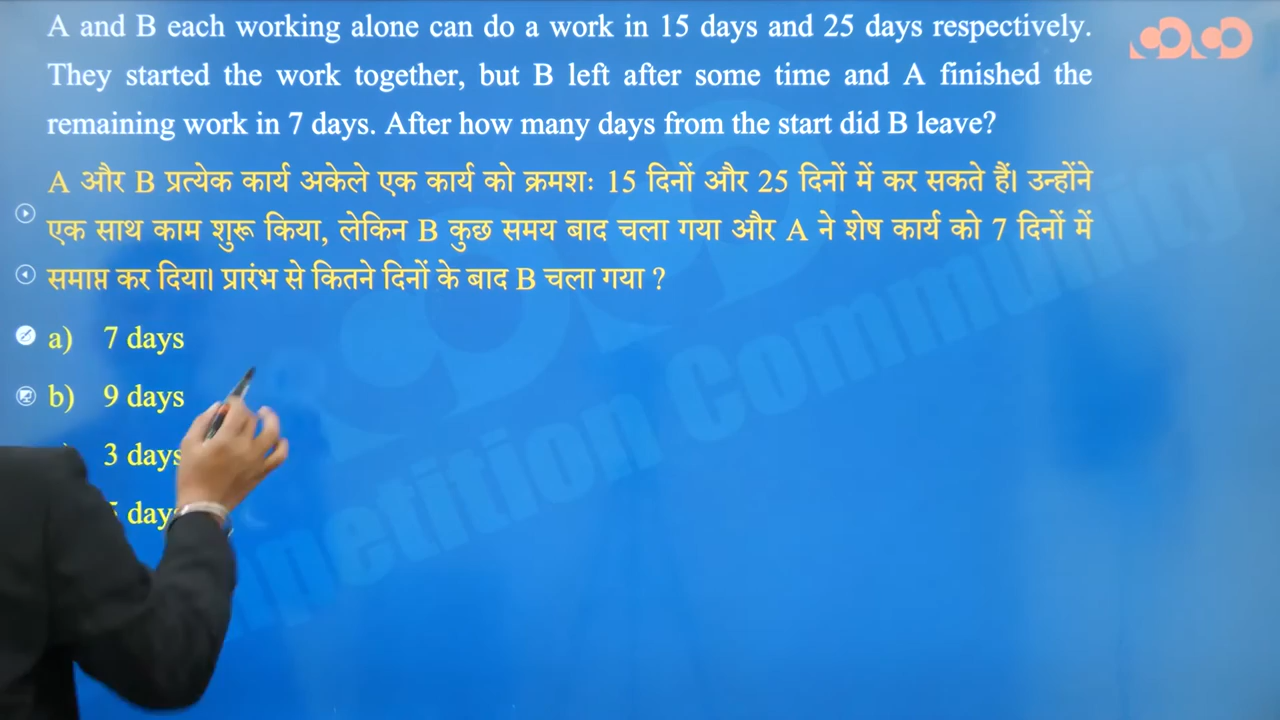 A and B each working alone can do a work in 15 days and 25 days respectively.
They started the work together, but B left after some time and A finished the
remaining work in 7 days. After how many days from the start did B leave?
A और B प्रत्येक कार्य अकेले एक कार्य को क्रमशः 15 दिनों और 25 दिनों में कर सकते हैं। उन्होंने
एक साथ काम शुरू किया, लेकिन B कुछ समय बाद चला गया और A ने शेष कार्य को 7 दिनों में
समाप्त कर दिया। प्रारंभ से कितने दिनों के बाद B चला गया ?
a) 7 days
b) 9 days
3 days
days
Community